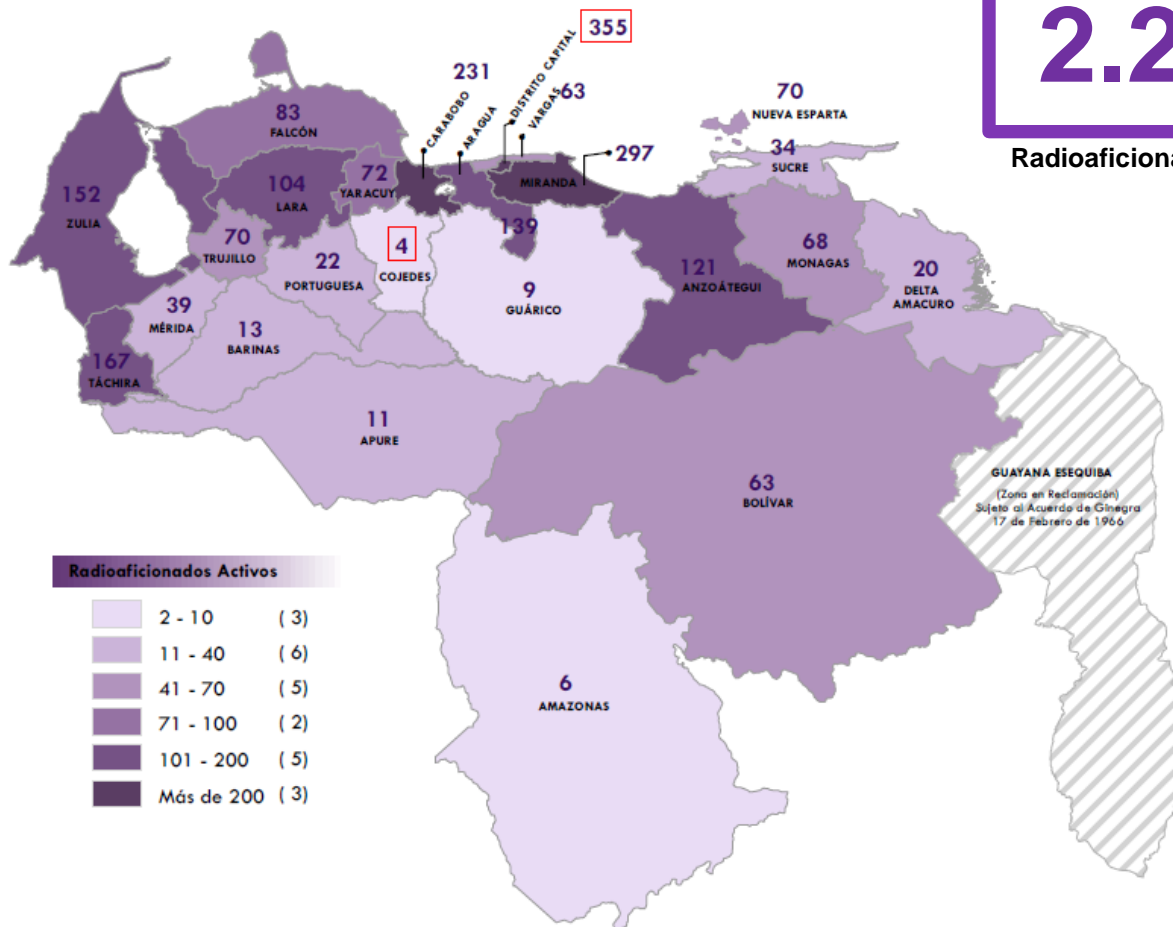 2.2
Radioaficiona
355
231
63
CARABOBO
ARAGUA
DISTRITO CAPITAL
VARGAS
70
NUEVA ESPARTA
83
FALCÓN
34
SUCRE
297
152
ZULIA
104
LARA
72
YARACUY
MIRANDA
139
70
TRUJILLO
22
PORTUGUESA
4
COJEDES
9
GUÁRICO
121
ANZOÁTEGUI
68
MONAGAS
20
DELTA
AMACURO
39
MÉRIDA
13
BARINAS
167
TÁCHIRA
11
APURE
63
BOLÍVAR
GUAYANA ESEQUIBA
(Zona en Reclamación)
Sujeto al Acuerdo de Ginegra
17 de Febrero de 1966
6
AMAZONAS
Radioaficionados Activos
2 - 10 ( 3)
11 - 40 ( 6)
41 - 70 ( 5)
71 - 100 ( 2)
101 - 200 ( 5)
Más de 200 ( 3)